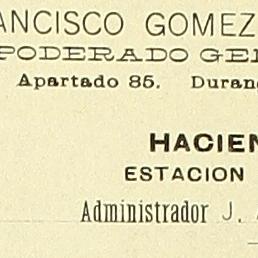 ANCISCO GOMEZ
PODERADO GE
Apartado 85. Duran
HACIEN
ESTACION
Administrador J.